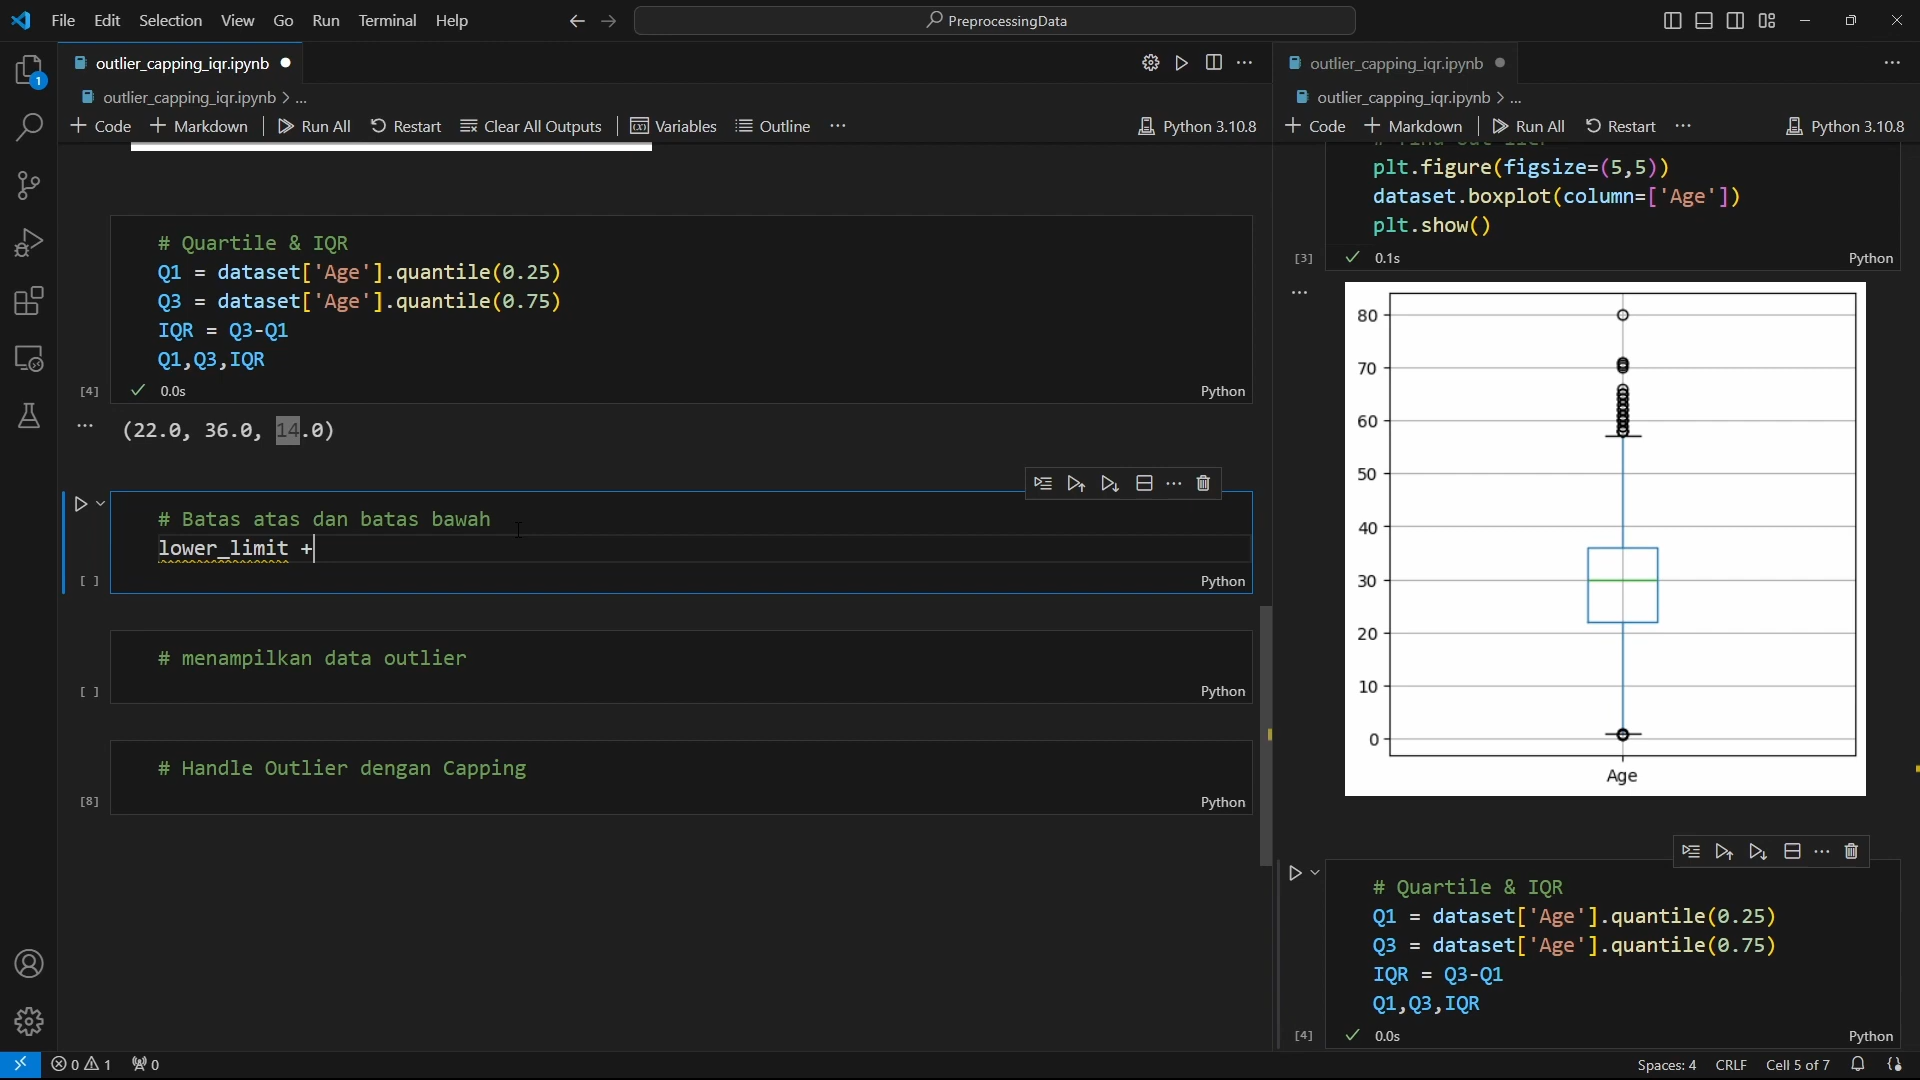 File Edit Selection View Go Run Terminal Help
PreprocessingData
1
outlier_capping_iqr.ipynb
outlier_capping_iqr.ipynb > ...
+ Code + Markdown Run All Restart Clear All Outputs Variables Outline ... Python 3.10.8
# Quartile & IQR
Q1 = dataset['Age'].quantile(0.25)
Q3 = dataset['Age'].quantile(0.75)
IQR = Q3-Q1
Q1,Q3,IQR
[4] 0.0s Python
(22.0, 36.0, 14.0)
# Batas atas dan batas bawah
lower_limit +
[ ] Python
# menampilkan data outlier
[ ] Python
# Handle Outlier dengan Capping
[8] Python
outlier_capping_iqr.ipynb
outlier_capping_iqr.ipynb > ...
+ Code + Markdown Run All Restart ... Python 3.10.8
plt.figure(figsize=(5,5))
dataset.boxplot(column=['Age'])
plt.show()
[3] 0.1s Python
80
70
60
50
40
30
20
10
0
Age
# Quartile & IQR
Q1 = dataset['Age'].quantile(0.25)
Q3 = dataset['Age'].quantile(0.75)
IQR = Q3-Q1
Q1,Q3,IQR
[4] 0.0s Python
0 1 0 Spaces: 4 CRLF Cell 5 of 7